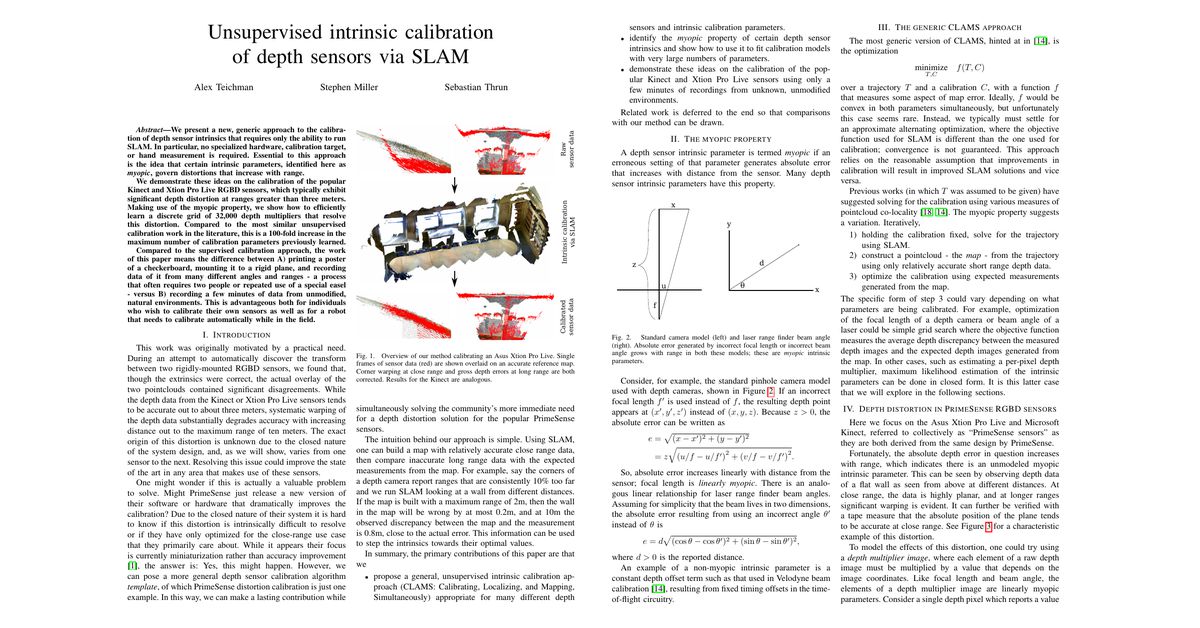 Unsupervised intrinsic calibration
of depth sensors via SLAM
Alex Teichman
Stephen Miller
Sebastian Thrun
Abstract—We present a new, generic approach to the calibra-
tion of depth sensor intrinsics that requires only the ability to run
SLAM. In particular, no specialized hardware, calibration target,
or hand measurement is required. Essential to this approach
is the idea that certain intrinsic parameters, identified here as
myopic, govern distortions that increase with range.
We demonstrate these ideas on the calibration of the popular
Kinect and Xtion Pro Live RGBD sensors, which typically exhibit
significant depth distortion at ranges greater than three meters.
Making use of the myopic property, we show how to efficiently
learn a discrete grid of 32,000 depth multipliers that resolve
this distortion. Compared to the most similar unsupervised
calibration work in the literature, this is a 100-fold increase in the
maximum number of calibration parameters previously learned.
Compared to the supervised calibration approach, the work
of this paper means the difference between A) printing a
poster of a checkerboard, mounting it to a rigid plane, and recording
data of it from many different angles and ranges - a process
that often requires two people or repeated use of a special easel
- versus B) recording a few minutes of data from unmodified,
natural environments. This is advantageous both for individuals
who wish to calibrate their own sensors as well as for a robot
that needs to calibrate automatically while in the field.
I. INTRODUCTION
This work was originally motivated by a practical need.
During an attempt to automatically discover the transform
between two rigidly-mounted RGBD sensors, we found that,
though the extrinsics were correct, the actual overlay of the
two pointclouds contained significant disagreements. While
the depth data from the Kinect or Xtion Pro Live sensors tends
to be accurate out to about three meters, systematic warping of
the depth data substantially degrades accuracy with increasing
distance out to the maximum range of ten meters. The exact
origin of this distortion is unknown due to the closed nature
of the system design, and, as we will show, varies from one
sensor to the next. Resolving this issue could improve the state
of the art in any area that makes use of these sensors.
One might wonder if this is actually a valuable problem
to solve. Might PrimeSense just release a new version of
their software or hardware that dramatically improves the
calibration? Due to the closed nature of their system it is hard
to know if this distortion is intrinsically difficult to resolve
or if they have only optimized for the close-range use case
that they primarily care about. While it appears their focus
is currently miniaturization rather than accuracy improvement
[1], the answer is: Yes, this might happen. However, we
can pose a more general depth sensor calibration algorithm
template, of which PrimeSense distortion calibration is just one
example. In this way, we can make a lasting contribution while
Raw
sensor data
Intrinsic calibration
via SLAM
Calibrated
sensor data
Fig. 1. Overview of our method calibrating an Asus Xtion Pro Live. Single
frames of sensor data (red) are shown overlaid on an accurate reference map.
Corner warping at close range and gross depth errors at long range are both
corrected. Results for the Kinect are analogous.
simultaneously solving the community's more immediate need
for a depth distortion solution for the popular PrimeSense
sensors.
The intuition behind our approach is simple. Using SLAM,
one can build a map with relatively accurate close range data,
then compare inaccurate long range data with the expected
measurements from the map. For example, say the corners of
a depth camera report ranges that are consistently 10% too far
and we run SLAM looking at a wall from different distances.
If the map is built with a maximum range of 2m, then the wall
in the map will be wrong by at most 0.2m, and at 10m
the observed discrepancy between the map and the measurement
is 0.8m, close to the actual error. This information can be used
to step the intrinsics towards their optimal values.
In summary, the primary contributions of this paper are that
we
• propose a general, unsupervised intrinsic calibration ap-
proach (CLAMS: Calibrating, Localizing, and Mapping,
Simultaneously) appropriate for many different depth
sensors and intrinsic calibration parameters.
• identify the myopic property of certain depth sensor
intrinsics and show how to use it to fit calibration models
with very large numbers of parameters.
• demonstrate these ideas on the calibration of the pop-
ular Kinect and Xtion Pro Live sensors using only a
few minutes of recordings from unknown, unmodified
environments.
Related work is deferred to the end so that comparisons
with our method can be drawn.
II. THE MYOPIC PROPERTY
A depth sensor intrinsic parameter is termed myopic if an
erroneous setting of that parameter generates absolute error
that increases with distance from the sensor. Many depth
sensor intrinsic parameters have this property.
x
z
u
f
y
d
θ
x
Fig. 2. Standard camera model (left) and laser range finder beam angle
(right). Absolute error generated by incorrect focal length or incorrect beam
angle grows with range in both these models; these are myopic intrinsic
parameters.
Consider, for example, the standard pinhole camera model
used with depth cameras, shown in Figure 2. If an incorrect
focal length f′ is used instead of f, the resulting depth point
appears at (x′, y′, z′) instead of (x, y, z). Because z > 0, the
absolute error can be written as
e = √(x − x′)² + (y − y′)²
= z√(u/f − u/f′)² + (v/f − v/f′)².
So, absolute error increases linearly with distance from the
sensor; focal length is linearly myopic. There is an analo-
gous linear relationship for laser range finder beam angles.
Assuming for simplicity that the beam lives in two dimensions,
the absolute error resulting from using an incorrect angle θ′
instead of θ is
e = d√(cos θ − cos θ′)² + (sin θ − sin θ′)²,
where d > 0 is the reported distance.
An example of a non-myopic intrinsic parameter is a
constant depth offset term such as that used in Velodyne beam
calibration [14], resulting from fixed timing offsets in the time-
of-flight circuitry.
III. THE GENERIC CLAMS APPROACH
The most generic version of CLAMS, hinted at in [14], is
the optimization
minimize f(T, C)
T,C
over a trajectory T and a calibration C, with a function f
that measures some aspect of map error. Ideally, f would be
convex in both parameters simultaneously, but unfortunately
this case seems rare. Instead, we typically must settle for
an approximate alternating optimization, where the objective
function used for SLAM is different than the one used for
calibration; convergence is not guaranteed. This approach
relies on the reasonable assumption that improvements in
calibration will result in improved SLAM solutions and vice
versa.
Previous works (in which T was assumed to be given) have
suggested solving for the calibration using various measures of
pointcloud co-locality [18, 14]. The myopic property suggests
a variation. Iteratively,
1) holding the calibration fixed, solve for the trajectory
using SLAM.
2) construct a pointcloud - the map - from the trajectory
using only relatively accurate short range depth data.
3) optimize the calibration using expected measurements
generated from the map.
The specific form of step 3 could vary depending on what
parameters are being calibrated. For example, optimization
of the focal length of a depth camera or beam angle of a
laser could be simple grid search where the objective function
measures the average depth discrepancy between the measured
depth images and the expected depth images generated from
the map. In other cases, such as estimating a per-pixel depth
multiplier, maximum likelihood estimation of the intrinsic
parameters can be done in closed form. It is this latter case
that we will explore in the following sections.
IV. DEPTH DISTORTION IN PRIMESENSE RGBD SENSORS
Here we focus on the Asus Xtion Pro Live and Microsoft
Kinect, referred to collectively as “PrimeSense sensors” as
they are both derived from the same design by PrimeSense.
Fortunately, the absolute depth error in question increases
with range, which indicates there is an unmodeled myopic
intrinsic parameter. This can be seen by observing depth data
of a flat wall as seen from above at different distances. At
close range, the data is highly planar, and at longer ranges
significant warping is evident. It can further be verified with
a tape measure that the absolute position of the plane tends
to be accurate at close range. See Figure 3 for a characteristic
example of this distortion.
To model the effects of this distortion, one could try using
a depth multiplier image, where each element of a raw depth
image must be multiplied by a value that depends on the
image coordinates. Like focal length and beam angle, the
elements of a depth multiplier image are linearly myopic
parameters. Consider a single depth pixel which reports a value